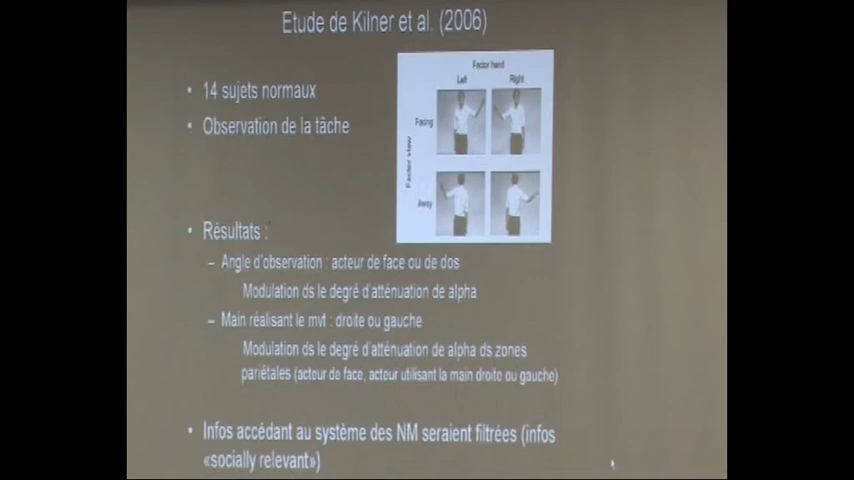 Etude de Kilner et al. (2006)
• 14 sujets normaux
• Observation de la tâche
Factor hand
Left Right
Facing
Factor view
Away
• Résultats :
– Angle d'observation : acteur de face ou de dos
Modulation ds le degré d'atténuation de alpha
– Main réalisant le mvt : droite ou gauche
Modulation ds le degré d'atténuation de alpha ds zones
pariétales (acteur de face, acteur utilisant la main droite ou gauche)
• Infos accédant au système des NM seraient filtrées (infos
«socially relevant»)